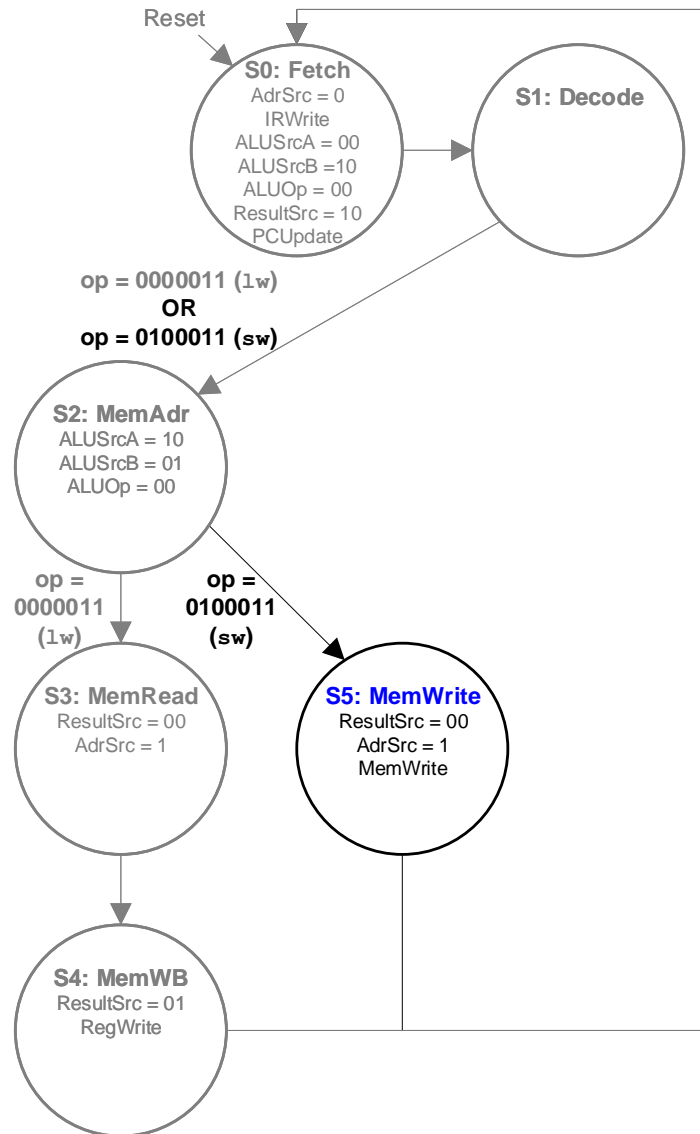 Reset
S0: Fetch
AdrSrc = 0
IRWrite
ALUSrcA = 00
ALUSrcB =10
ALUOp = 00
ResultSrc = 10
PCUpdate
S1: Decode
op = 0000011 (lw)
OR
op = 0100011 (sw)
S2: MemAdr
ALUSrcA = 10
ALUSrcB = 01
ALUOp = 00
op =
0000011
(lw)
op =
0100011
(sw)
S3: MemRead
ResultSrc = 00
AdrSrc = 1
S5: MemWrite
ResultSrc = 00
AdrSrc = 1
MemWrite
S4: MemWB
ResultSrc = 01
RegWrite